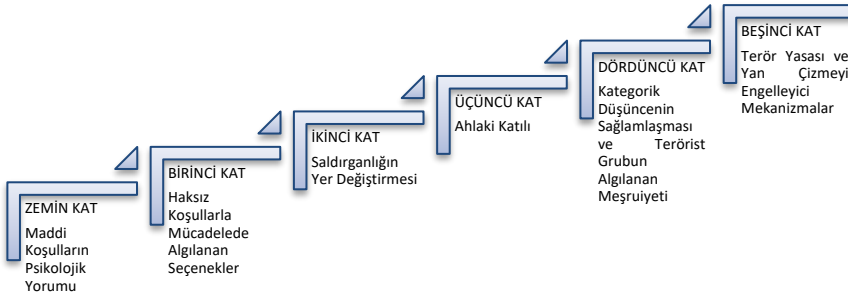 ZEMİN KAT
Maddi
Koşulların
Psikolojik
Yorumu
BİRİNCİ KAT
Haksız
Koşullarla
Mücadelede
Algılanan
Seçenekler
İKİNCİ KAT
Saldırganlığın
Yer Değiştirmesi
ÜÇÜNCÜ KAT
Ahlaki Katılı
DÖRDÜNCÜ KAT
Kategorik
Düşüncenin
Sağlamlaşması
ve Terörist
Grubun
Algılanan
Meşruiyeti
BEŞİNCİ KAT
Terör Yasası ve
Yan Çizmeyi
Engelleyici
Mekanizmalar